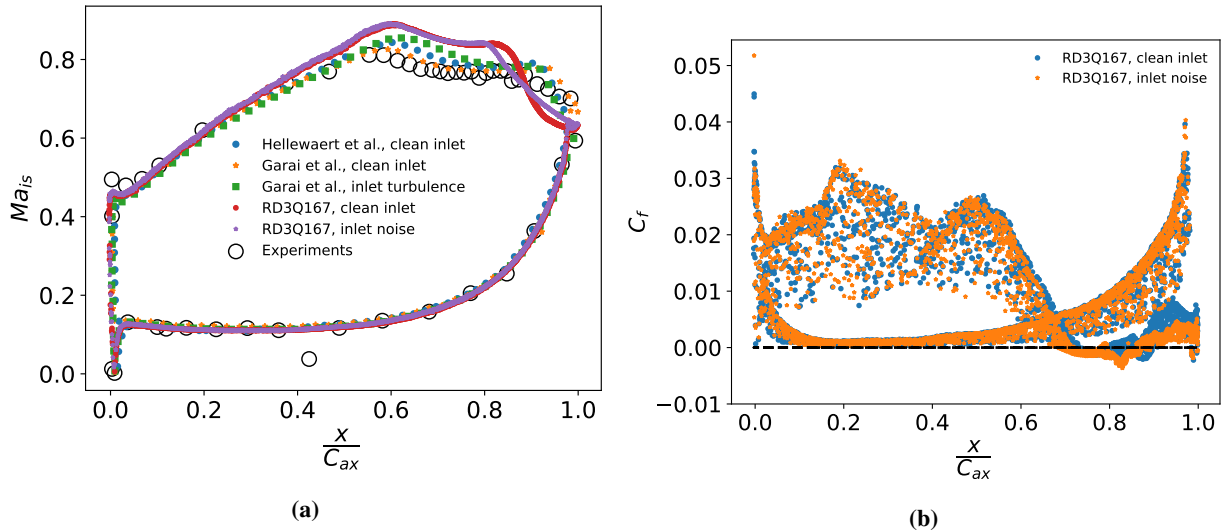 0.8
0.6
0.4
0.2
0.0
Ma_is
Hellewaert et al., clean inlet
Garai et al., clean inlet
Garai et al., inlet turbulence
RD3Q167, clean inlet
RD3Q167, inlet noise
Experiments
0.0 0.2 0.4 0.6 0.8 1.0
x
C_ax
(a)
0.05
0.04
0.03
0.02
0.01
0.00
−0.01
C_f
RD3Q167, clean inlet
RD3Q167, inlet noise
0.0 0.2 0.4 0.6 0.8 1.0
x
C_ax
(b)